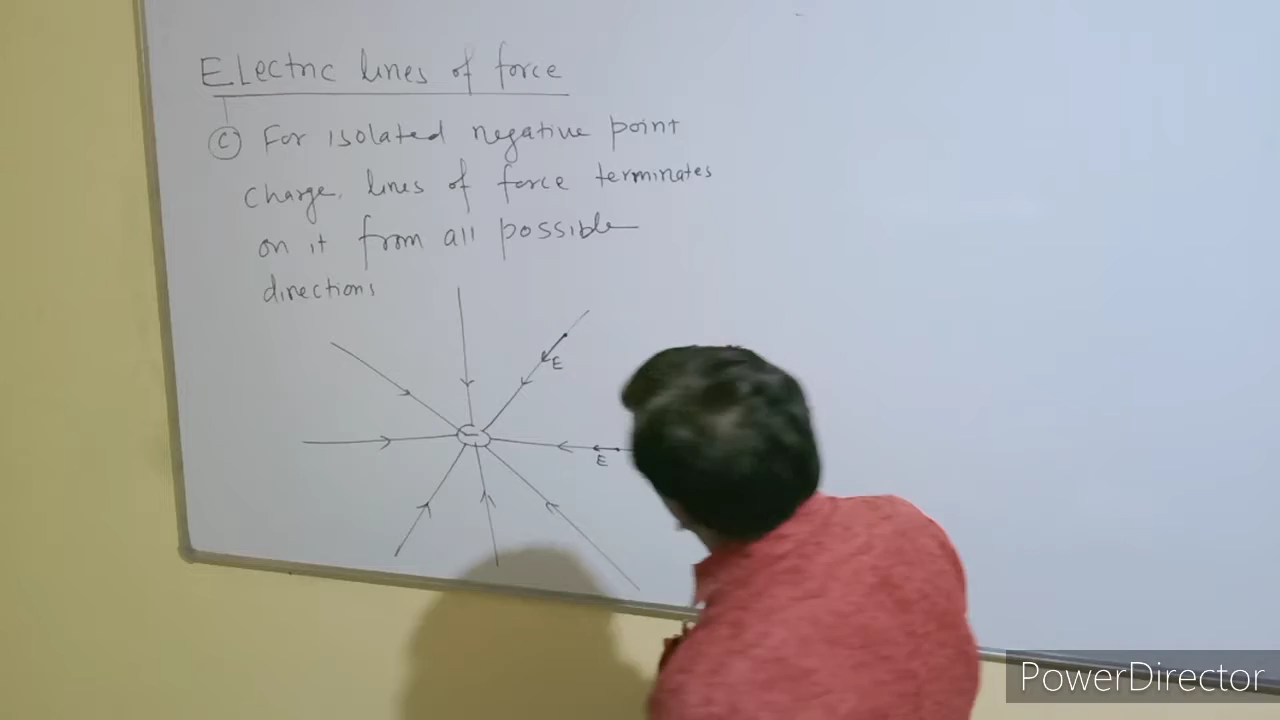 Electric lines of force
(c) For isolated negative point
charge, lines of force terminates
on it from all possible
directions
E
E
−
PowerDirector